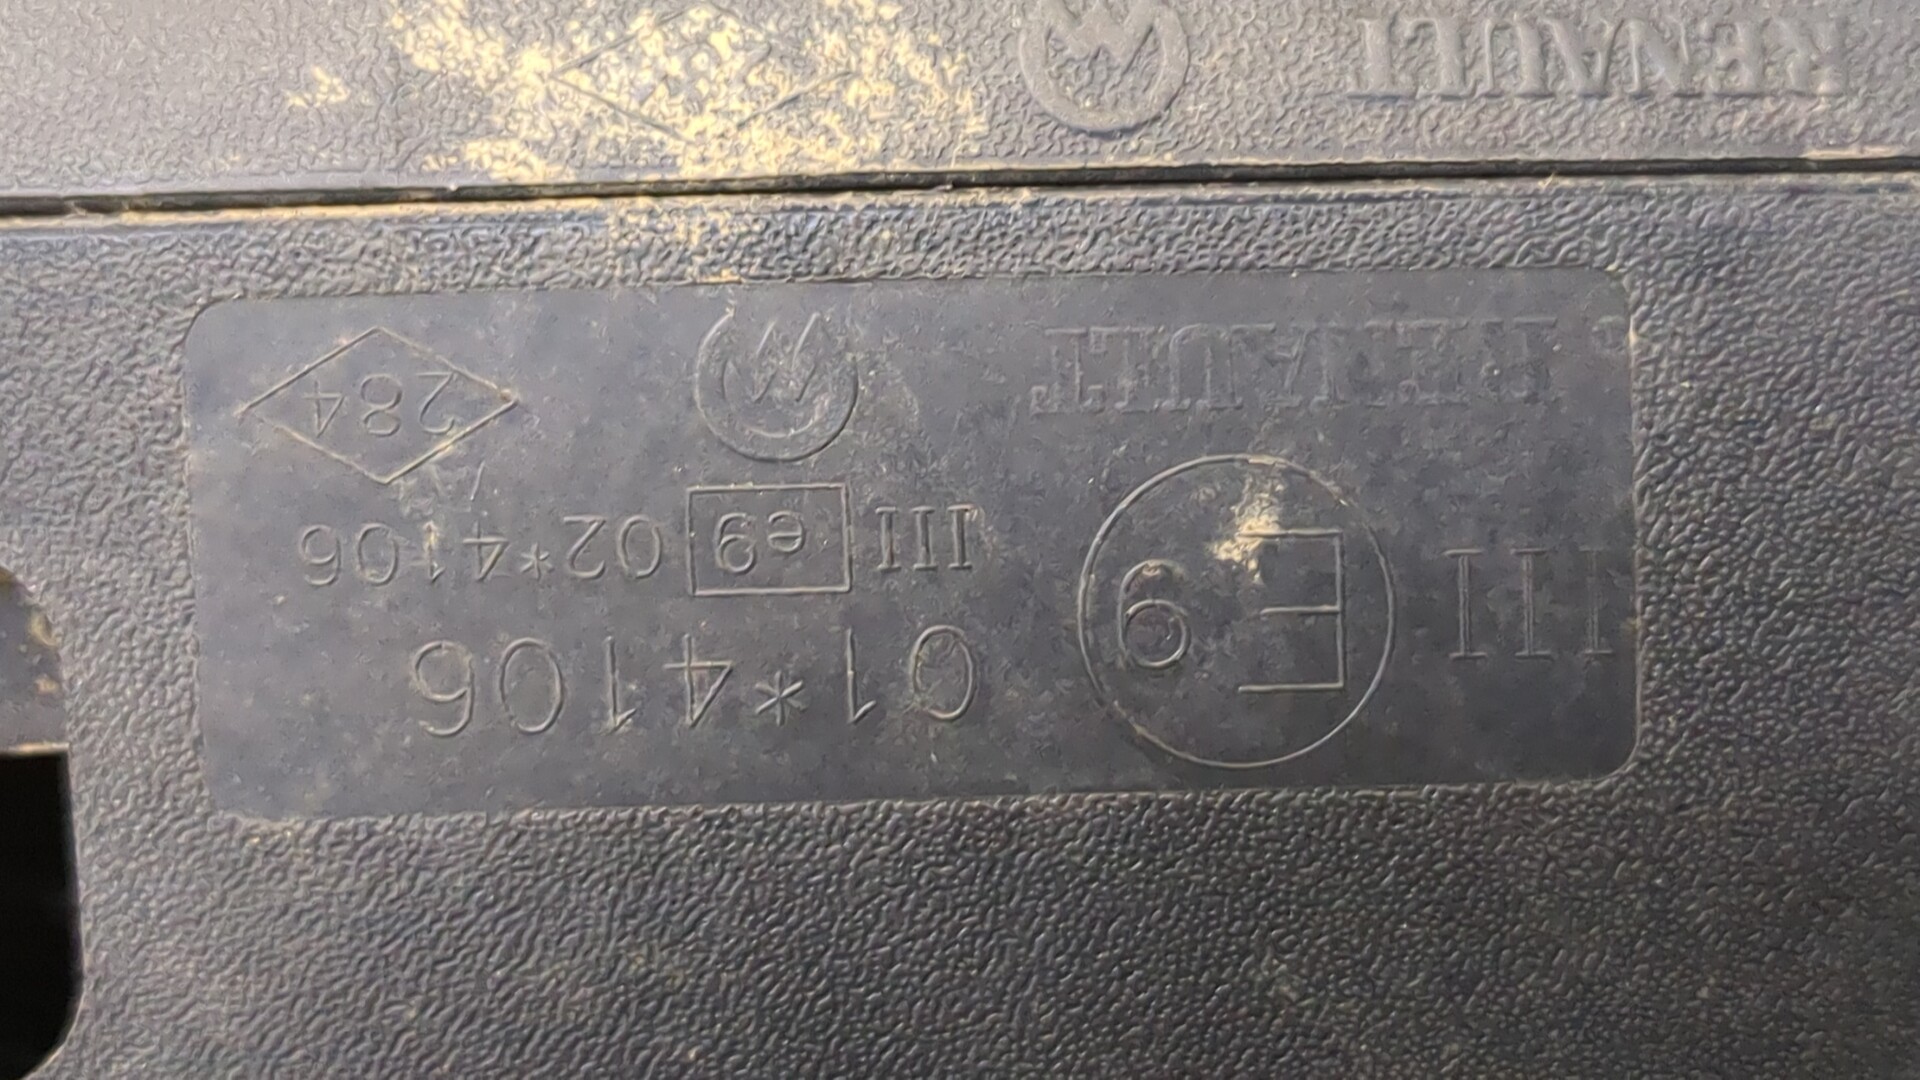 III E9 01*4106
III e9 02*4106
RENAULT 284
RENAULT